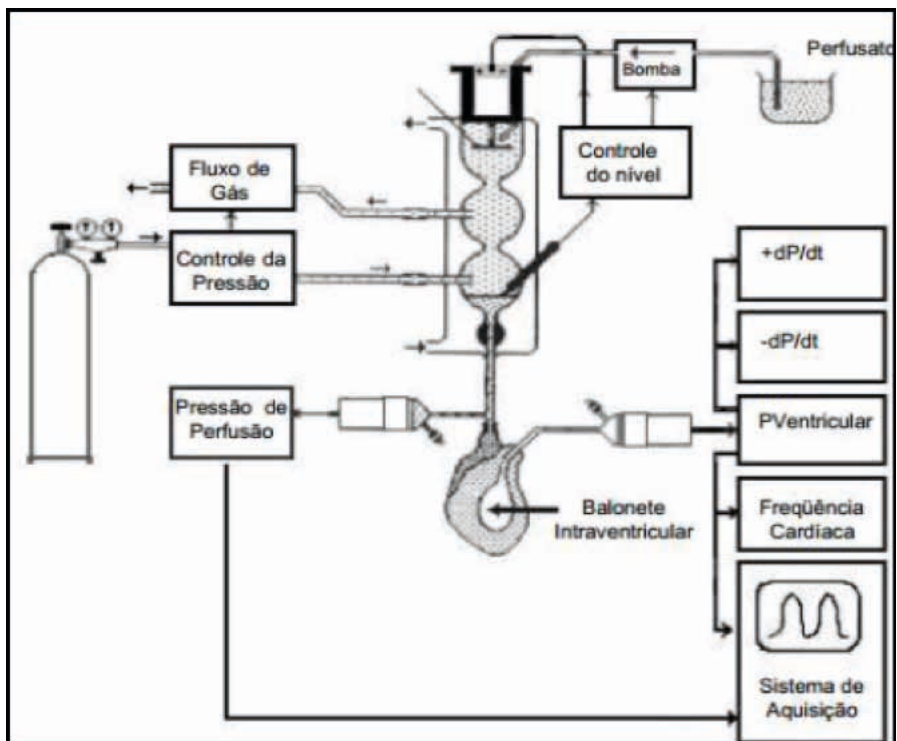 Perfusato
Bomba
Fluxo de
Gás
Controle
do nível
Controle da
Pressão
+dP/dt
-dP/dt
Pressão de
Perfusão
PVentricular
Balonete
Intraventricular
Freqüência
Cardíaca
Sistema de
Aquisição